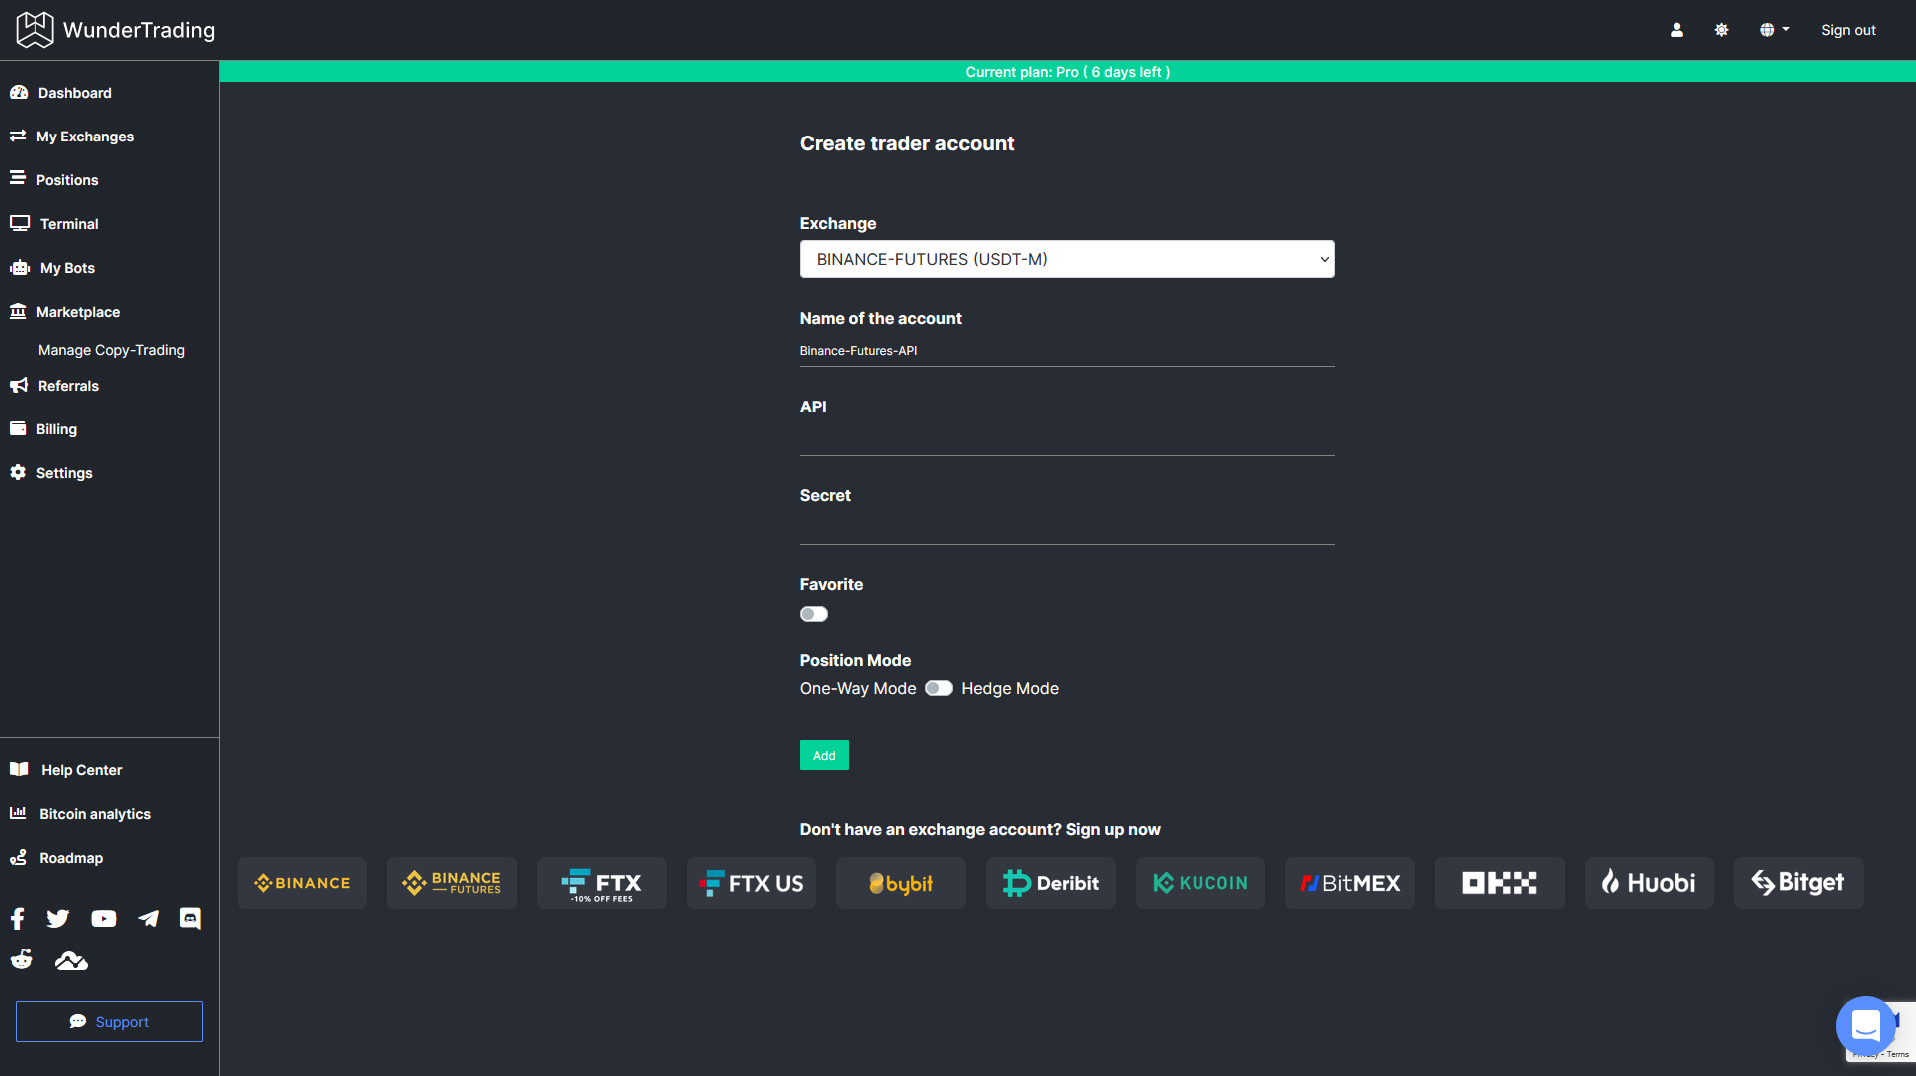 WunderTrading
Sign out
Current plan: Pro ( 6 days left )
Dashboard
My Exchanges
Positions
Terminal
My Bots
Marketplace
Manage Copy-Trading
Referrals
Billing
Settings
Help Center
Bitcoin analytics
Roadmap
Support
Create trader account
Exchange
BINANCE-FUTURES (USDT-M)
Name of the account
Binance-Futures-API
API
Secret
Favorite
Position Mode
One-Way Mode Hedge Mode
Add
Don't have an exchange account? Sign up now
BINANCE
BINANCE
FUTURES
FTX
-10% OFF FEES
FTX US
bybit
Deribit
KUCOIN
BitMEX
OKX
Huobi
Bitget
Privacy - Terms